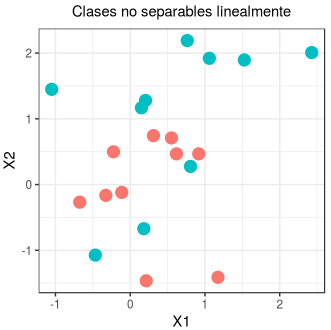 Clases no separables linealmente
2
1
0
-1
X2
-1
0
1
2
X1